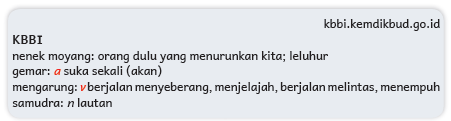 kbbi.kemdikbud.go.id
KBBI
nenek moyang: orang dulu yang menurunkan kita; leluhur
gemar: a suka sekali (akan)
mengarung: v berjalan menyeberang, menjelajah, berjalan melintas, menempuh
samudra: n lautan